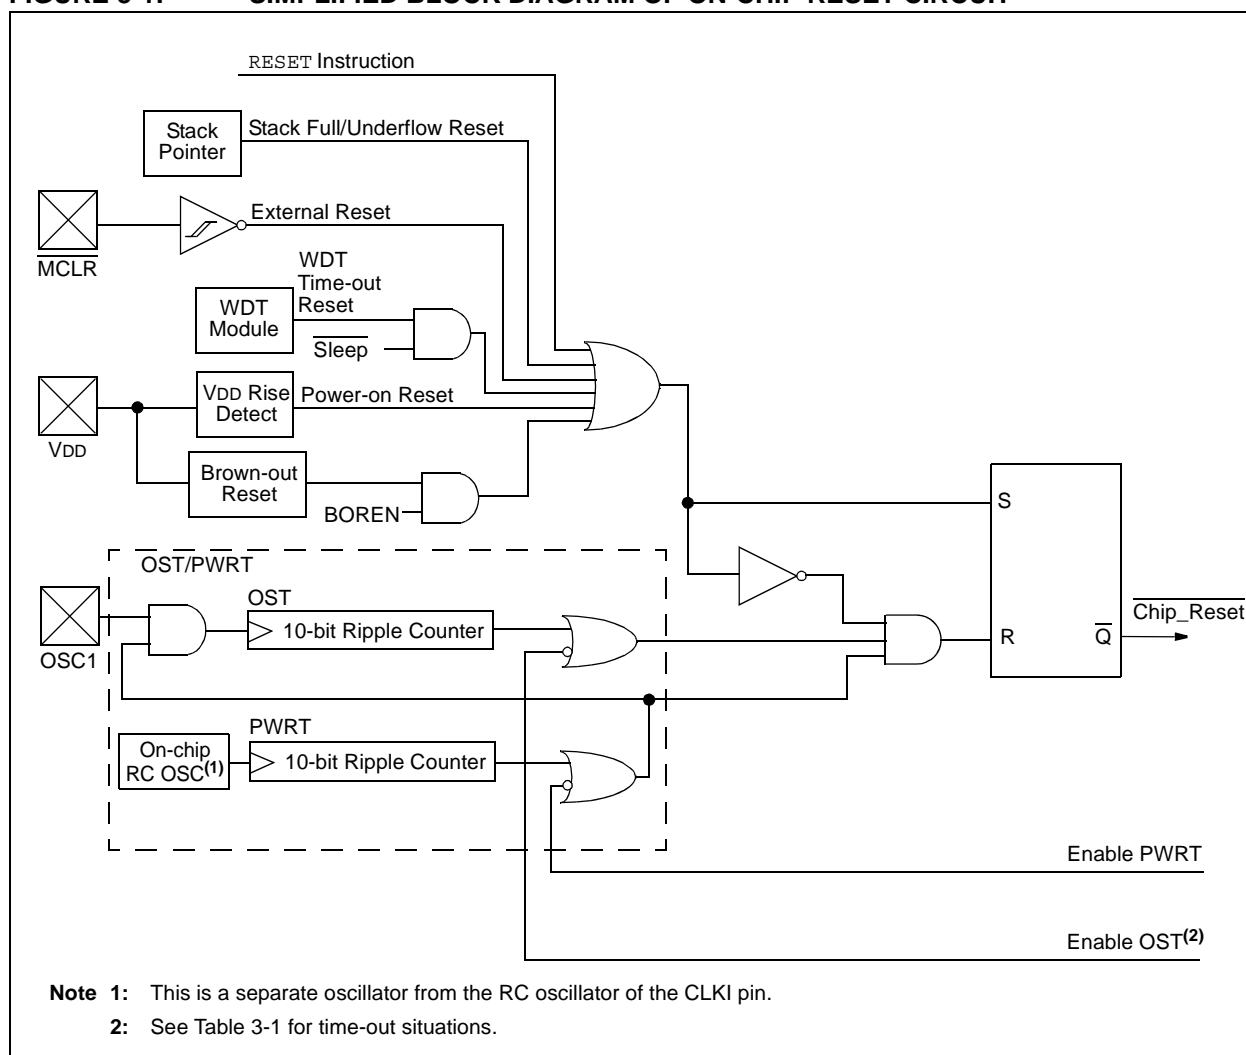 RESET Instruction
Stack
Pointer
Stack Full/Underflow Reset
External Reset
MCLR
WDT
Time-out
Reset
WDT
Module
Sleep
VDD Rise
Detect
Power-on Reset
VDD
Brown-out
Reset
BOREN
S
OST/PWRT
OST
10-bit Ripple Counter
OSC1
Chip_Reset
R
Q
PWRT
On-chip
RC OSC(1)
10-bit Ripple Counter
Enable PWRT
Enable OST(2)
Note 1: This is a separate oscillator from the RC oscillator of the CLKI pin.
2: See Table 3-1 for time-out situations.